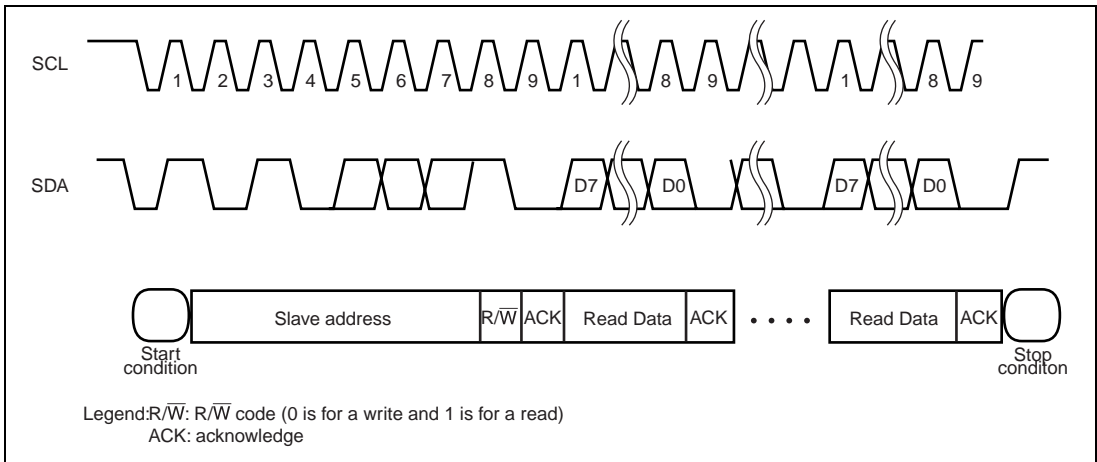 SCL
1 2 3 4 5 6 7 8 9 1 8 9 1 8 9
SDA
D7 D0 D7 D0
Slave address R/W̅ ACK Read Data ACK • • • • Read Data ACK
Start
condition
Stop
conditon
Legend:R/W̅: R/W̅ code (0 is for a write and 1 is for a read)
ACK: acknowledge